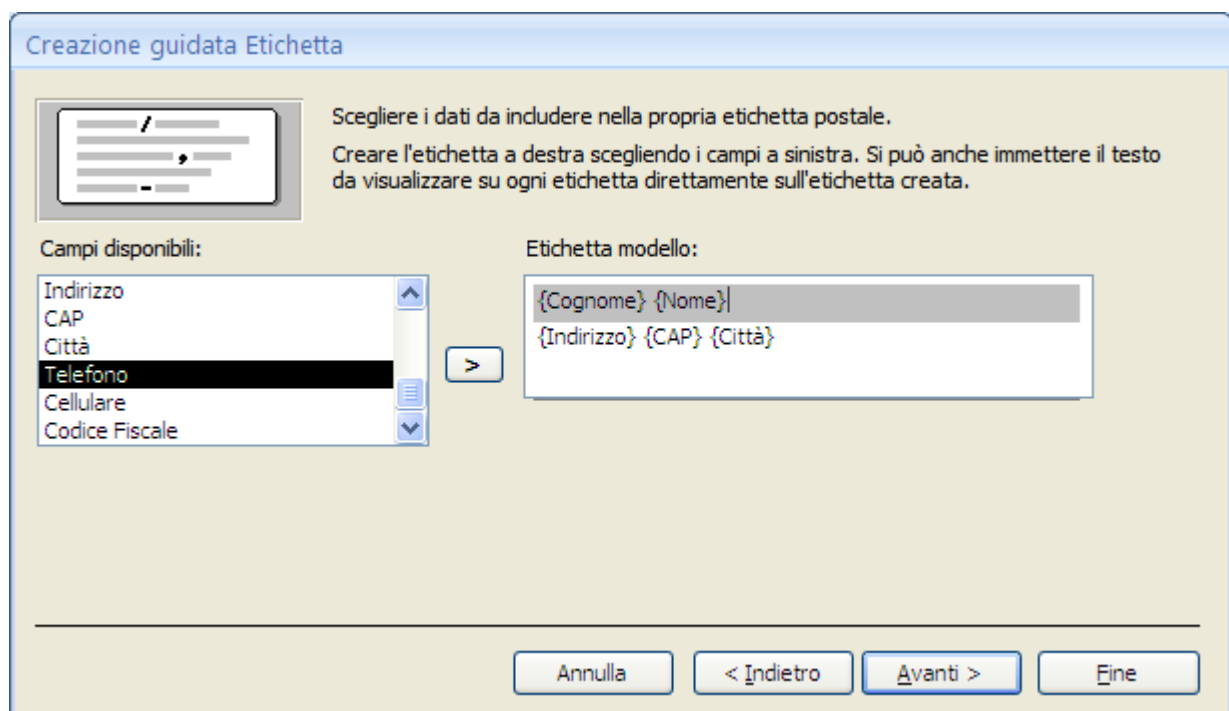 Creazione guidata Etichetta
Scegliere i dati da includere nella propria etichetta postale.
Creare l'etichetta a destra scegliendo i campi a sinistra. Si può anche immettere il testo
da visualizzare su ogni etichetta direttamente sull'etichetta creata.
Campi disponibili:
Indirizzo
CAP
Città
Telefono
Cellulare
Codice Fiscale
>
Etichetta modello:
{Cognome} {Nome}
{Indirizzo} {CAP} {Città}
Annulla
< Indietro
Avanti >
Fine